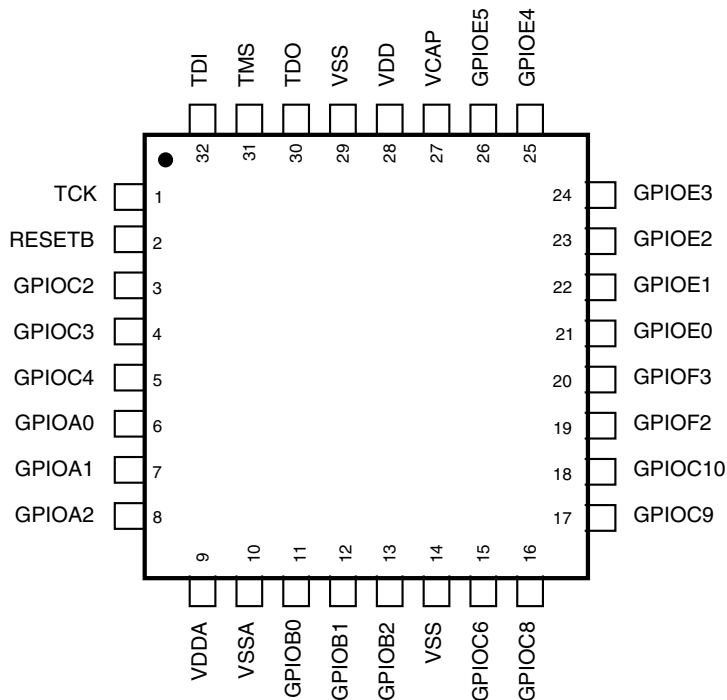 TDI
TMS
TDO
VSS
VDD
VCAP
GPIOE5
GPIOE4
32
31
30
29
28
27
26
25
TCK 1
RESETB 2
GPIOC2 3
GPIOC3 4
GPIOC4 5
GPIOA0 6
GPIOA1 7
GPIOA2 8
24 GPIOE3
23 GPIOE2
22 GPIOE1
21 GPIOE0
20 GPIOF3
19 GPIOF2
18 GPIOC10
17 GPIOC9
9
10
11
12
13
14
15
16
VDDA
VSSA
GPIOB0
GPIOB1
GPIOB2
VSS
GPIOC6
GPIOC8